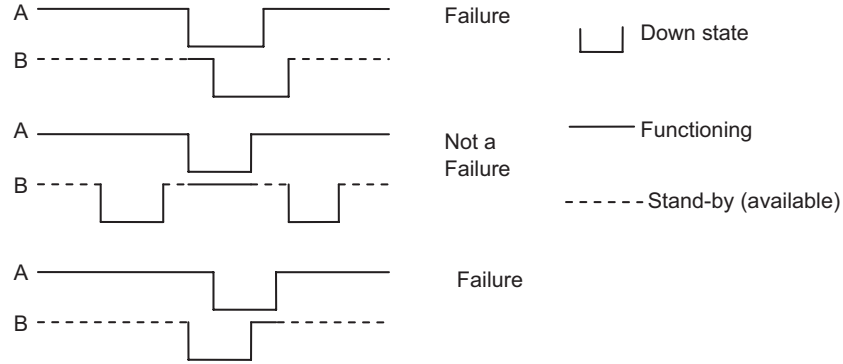 A
Failure
Down state
B
A
Functioning
Not a
Failure
B
Stand-by (available)
A
Failure
B